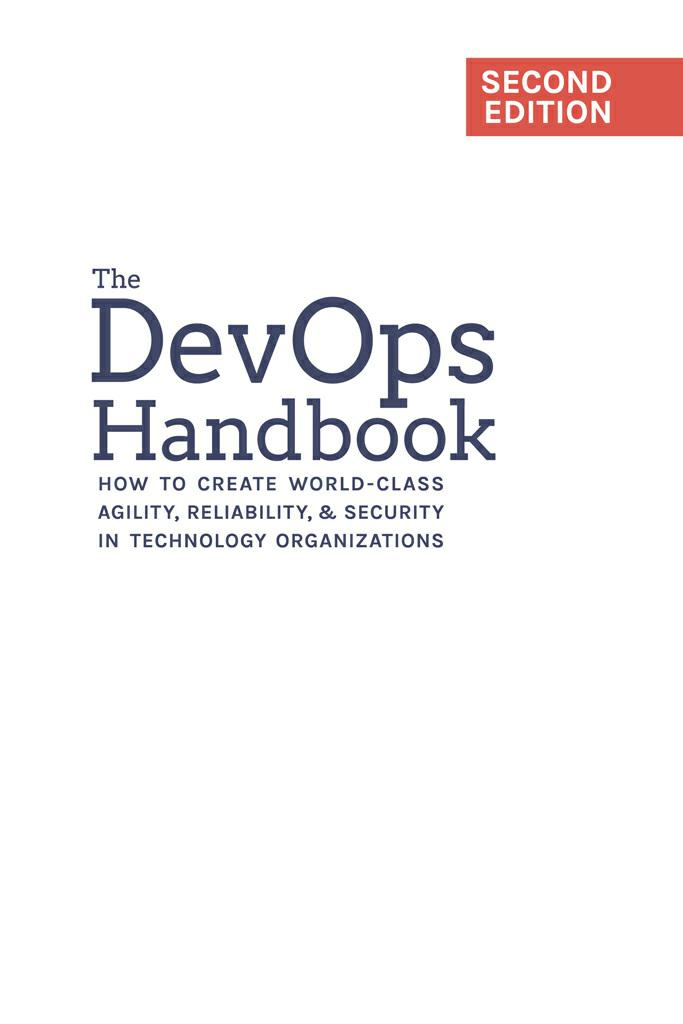 SECOND
EDITION
The
DevOps
Handbook
HOW TO CREATE WORLD-CLASS
AGILITY, RELIABILITY, & SECURITY
IN TECHNOLOGY ORGANIZATIONS